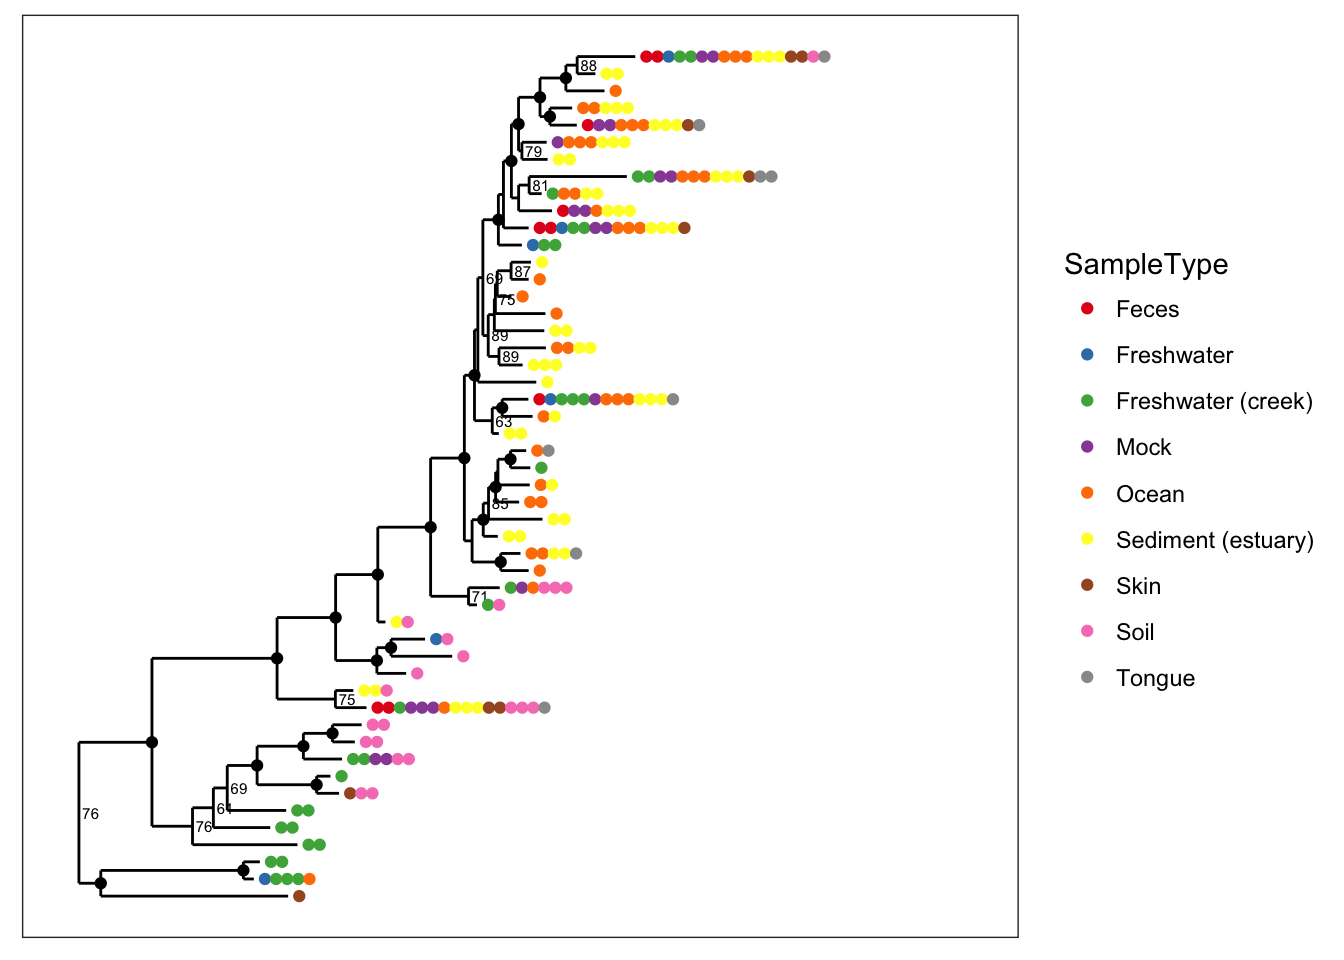 88
79
81
69
87
75
89
89
63
85
71
75
69
64
76
76
SampleType
Feces
Freshwater
Freshwater (creek)
Mock
Ocean
Sediment (estuary)
Skin
Soil
Tongue